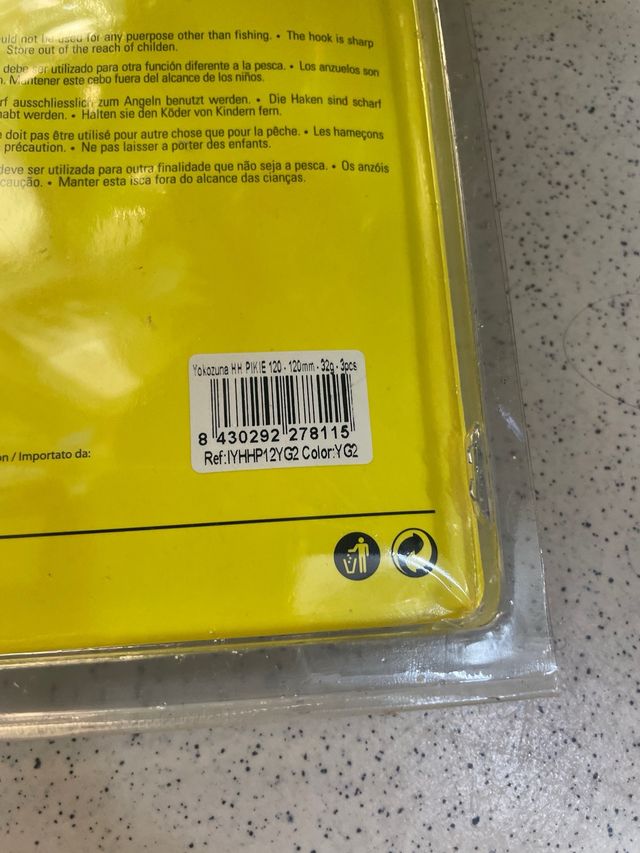 not be used for any puerpose other than fishing. • The hook is sharp
Store out of the reach of childen.
debe ser utilizado para otra función diferente a la pesca. • Los anzuelos son
Mantener este cebo fuera del alcance de los niños.
ausschliesslich zum Angeln benutzt werden. • Die Haken sind scharf
werden. • Halten sie den Köder von Kindern fern.
doit pas être utilisé pour autre chose que pour la pêche. • Les hameçons
précaution. • Ne pas laisser a porter des enfants.
deve ser utilizada para outra finalidade que não seja a pesca. • Os anzóis
• Manter esta isca fora do alcance das cianças.
Yokozuna HH PIKIE 120 - 120mm - 32g - 3pcs
8 430292 278115
Ref:IYHHP12YG2 Color:YG2
/ Importato da: